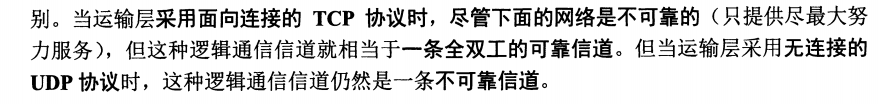 别。当运输层采用面向连接的 TCP 协议时，尽管下面的网络是不可靠的（只提供尽最大努
力服务），但这种逻辑通信信道就相当于一条全双工的可靠信道。但当运输层采用无连接的
UDP 协议时，这种逻辑通信信道仍然是一条不可靠信道。